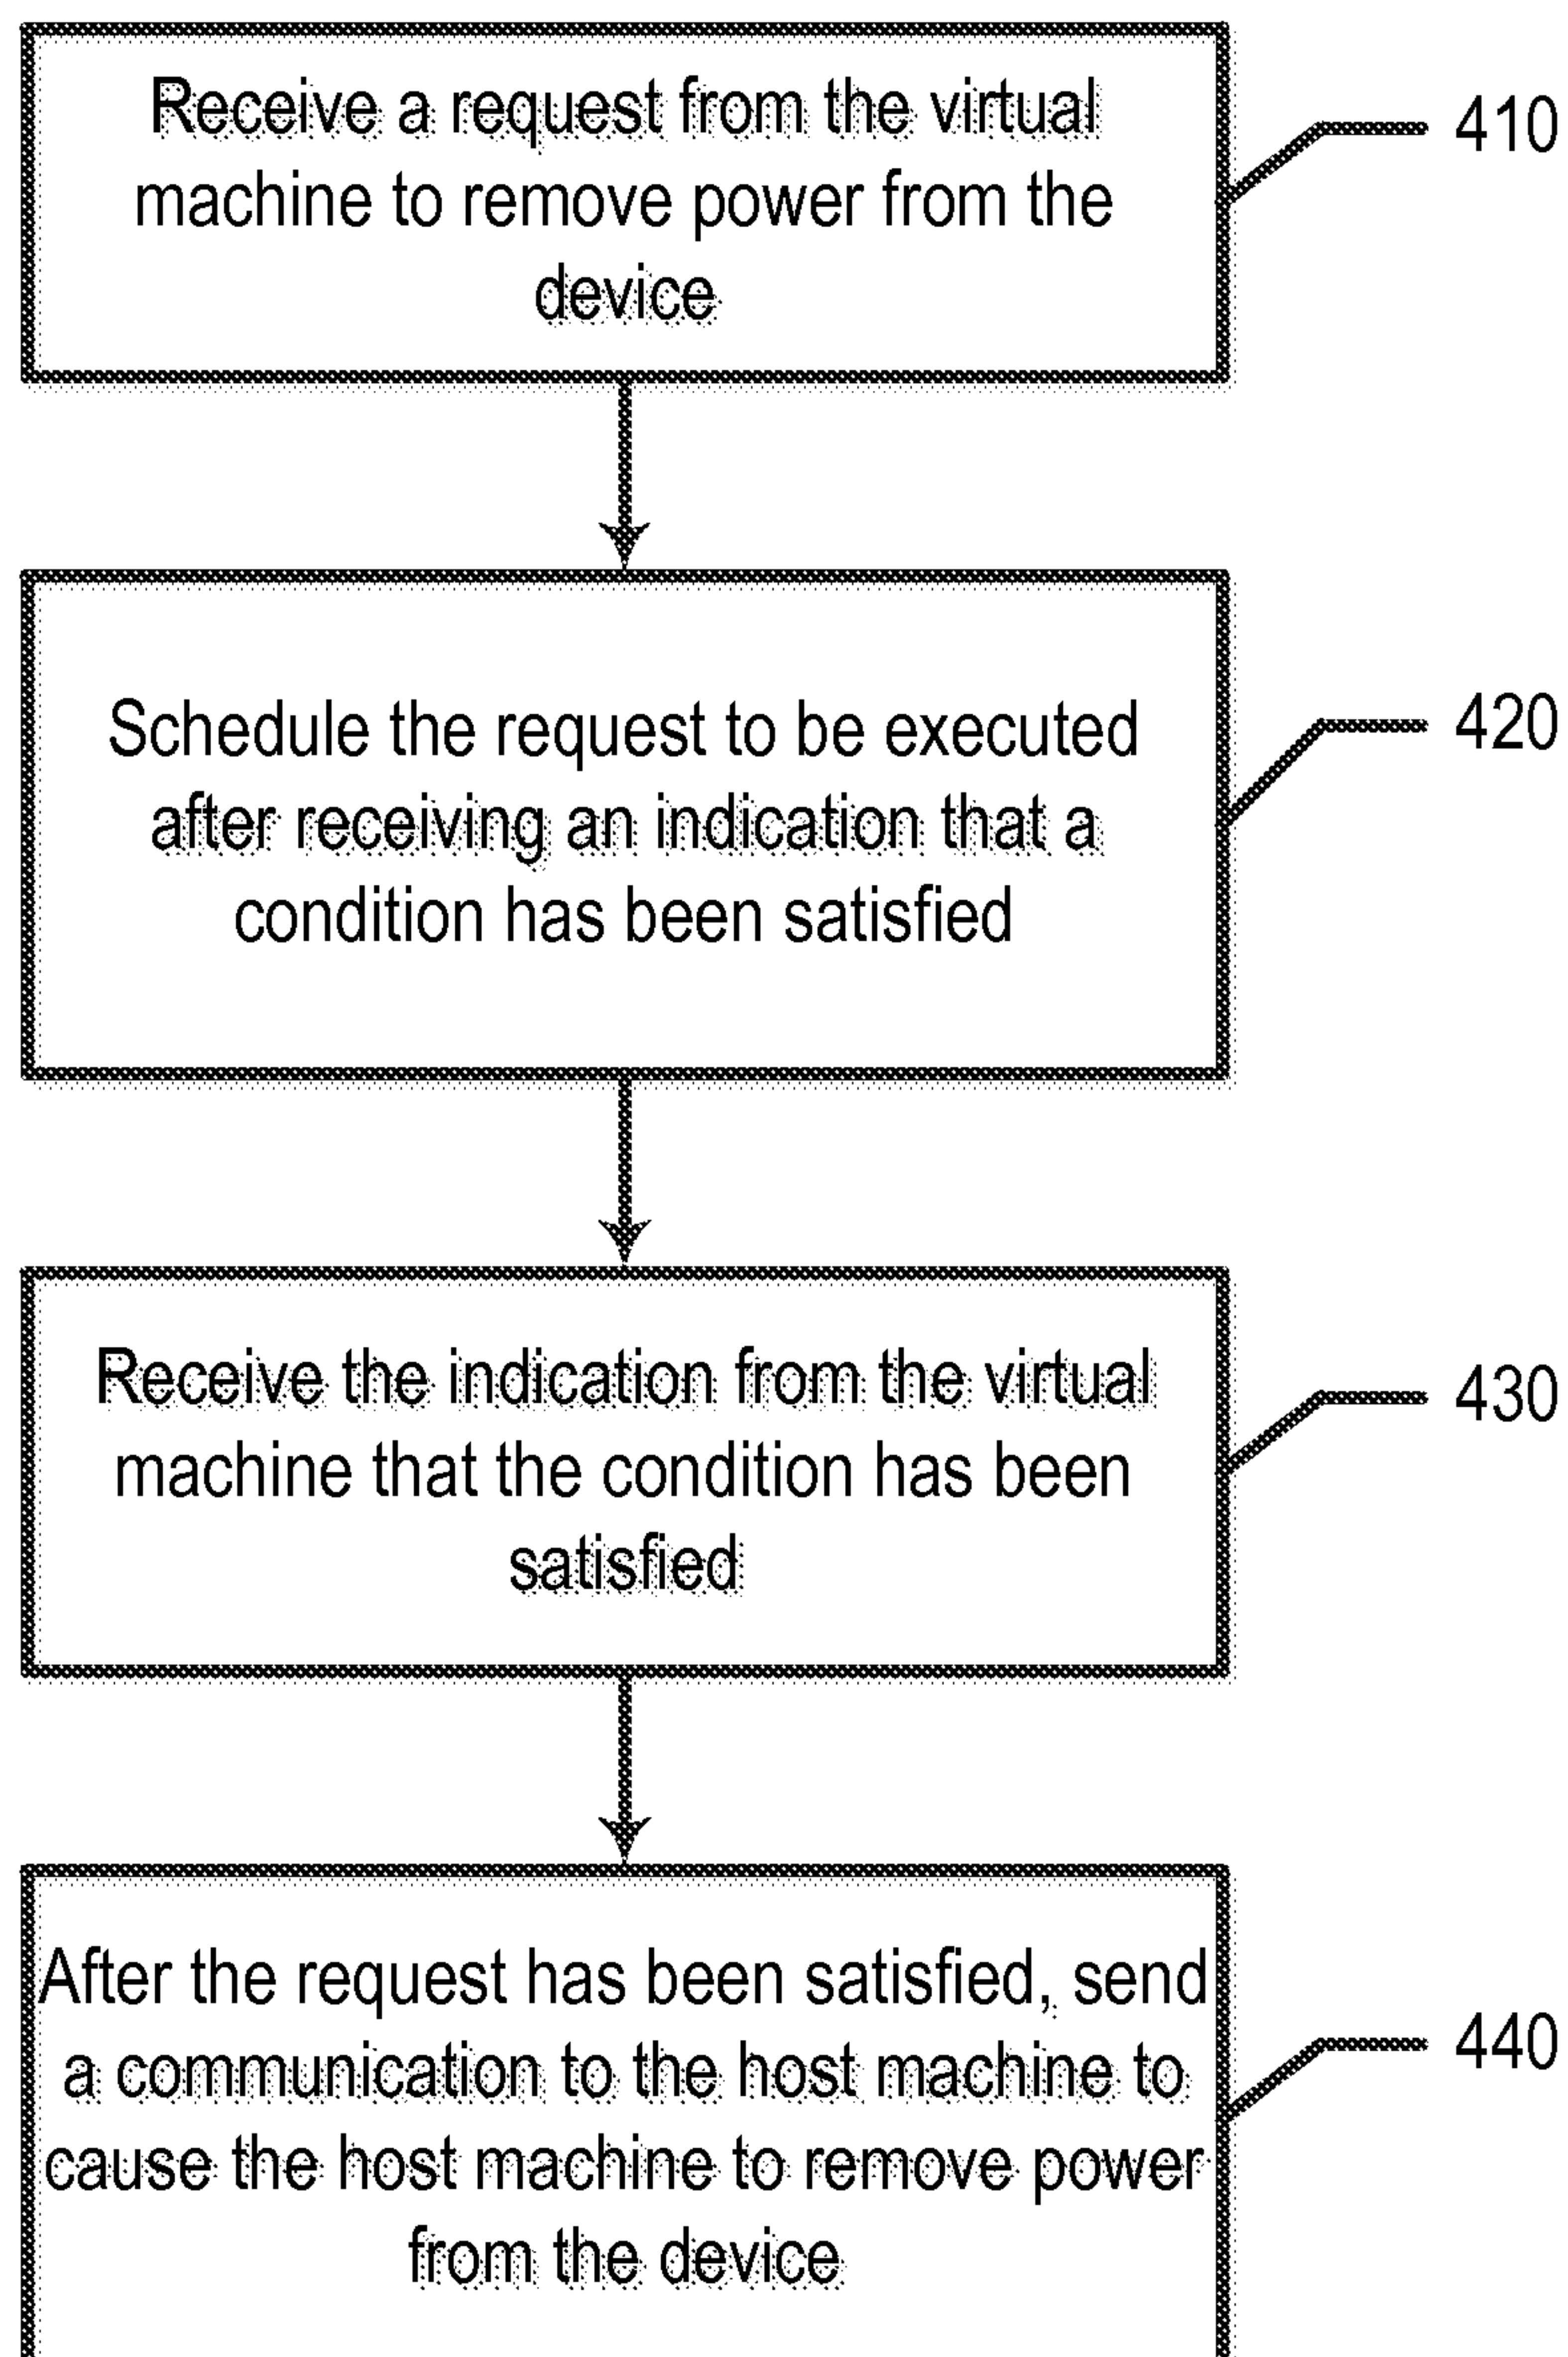 Receive a request from the virtual
machine to remove power from the
device
410
Schedule the request to be executed
after receiving an indication that a
condition has been satisfied
420
Receive the indication from the virtual
machine that the condition has been
satisfied
430
After the request has been satisfied, send
a communication to the host machine to
cause the host machine to remove power
from the device
440